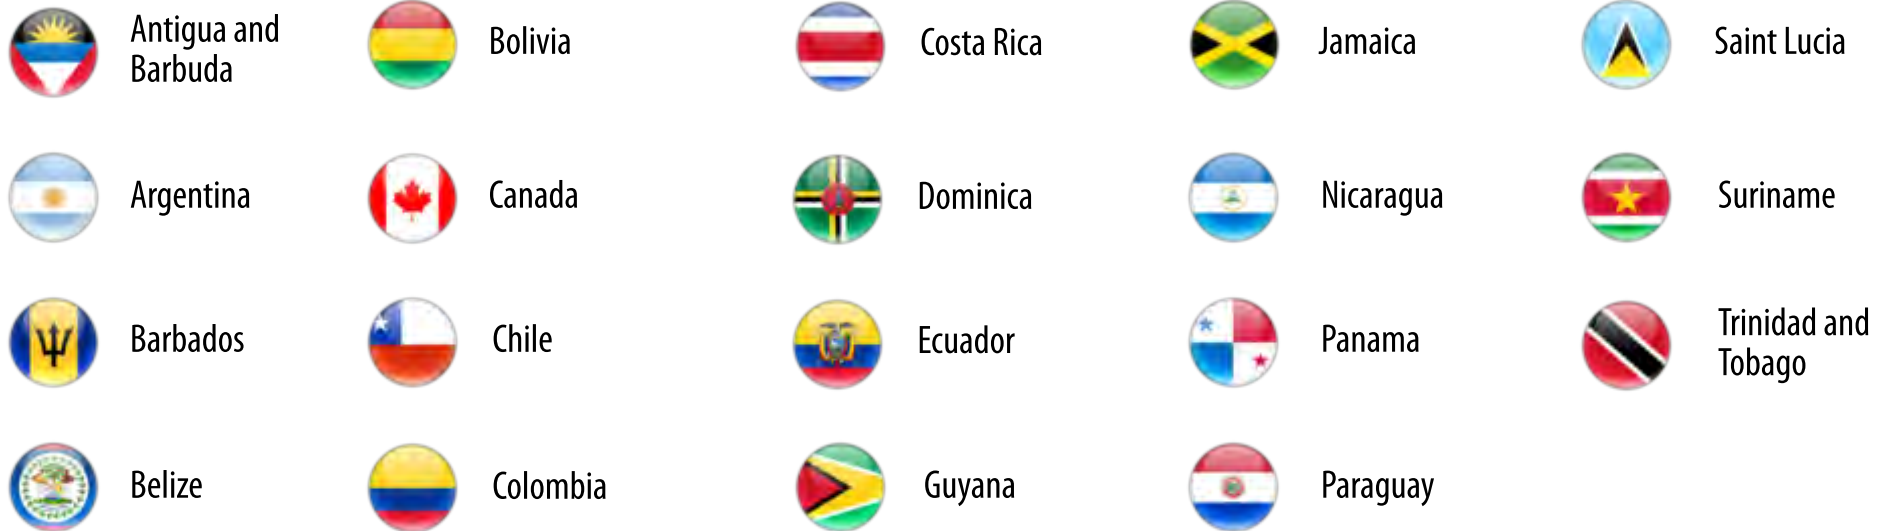 Antigua and
Barbuda
Bolivia
Costa Rica
Jamaica
Saint Lucia
Argentina
Canada
Dominica
Nicaragua
Suriname
Barbados
Chile
Ecuador
Panama
Trinidad and
Tobago
Belize
Colombia
Guyana
Paraguay